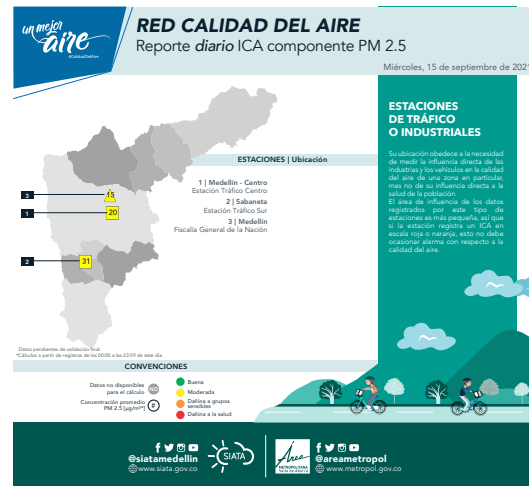 un mejor
aire
#CalidadDelAire
RED CALIDAD DEL AIRE
Reporte diario ICA componente PM 2.5
Miércoles, 15 de septiembre de 2021
ESTACIONES
DE TRÁFICO
O INDUSTRIALES
Su ubicación obedece a la necesidad
de medir la influencia directa de las
industrias y los vehículos en la calidad
del aire de una zona en particular,
mas no de su influencia directa a la
salud de la población.
El área de influencia de los datos
registrados por este tipo de
estaciones es más pequeña, así que
si la estación registra un ICA en
escala roja o naranja, esto no debe
ocasionar alarma con respecto a la
calidad del aire.
ESTACIONES | Ubicación
1 | Medellín - Centro
Estación Tráfico Centro
2 | Sabaneta
Estación Tráfico Sur
3 | Medellín
Fiscalía General de la Nación
3
15
1
20
2
31
Datos pendientes de validación final.
*Cálculos a partir de registros de las 00:00 a las 23:59 de este día.
CONVENCIONES
Datos no disponibles
para el cálculo
ND
Concentración promedio
PM 2.5 [µg/m³*]
#
Buena
Moderada
Dañina a grupos
sensibles
Dañina a la salud
@siatamedellin
www.siata.gov.co
SIATA
Área
METROPOLITANA
Valle de Aburrá
@areametropol
www.metropol.gov.co